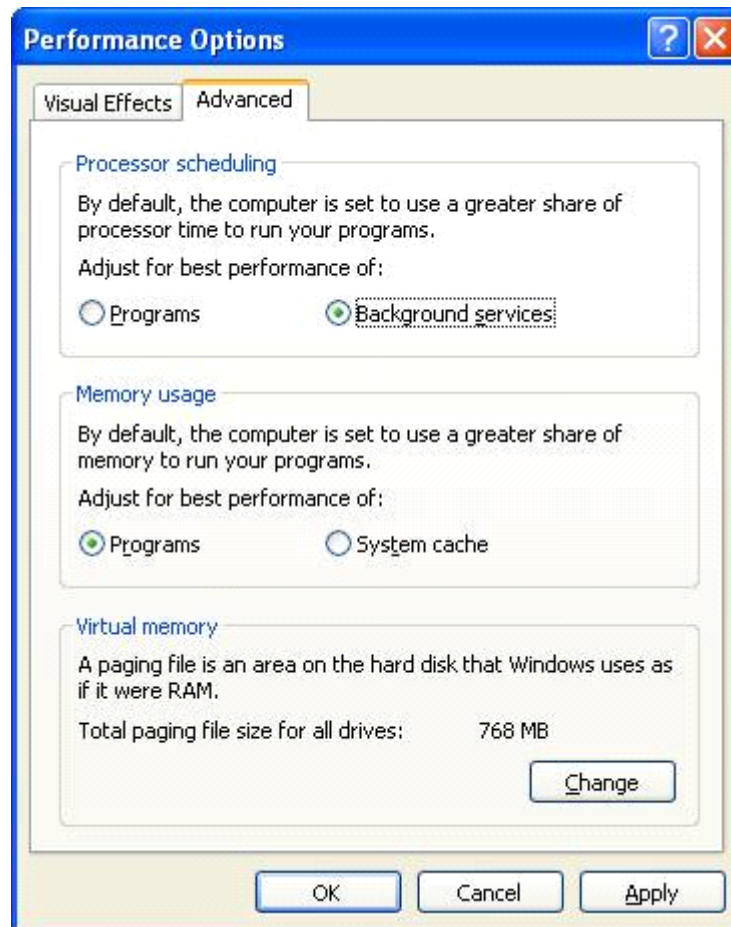 Performance Options
?
X
Visual Effects
Advanced
Processor scheduling
By default, the computer is set to use a greater share of
processor time to run your programs.
Adjust for best performance of:
Programs
Background services
Memory usage
By default, the computer is set to use a greater share of
memory to run your programs.
Adjust for best performance of:
Programs
System cache
Virtual memory
A paging file is an area on the hard disk that Windows uses as
if it were RAM.
Total paging file size for all drives: 768 MB
Change
OK
Cancel
Apply